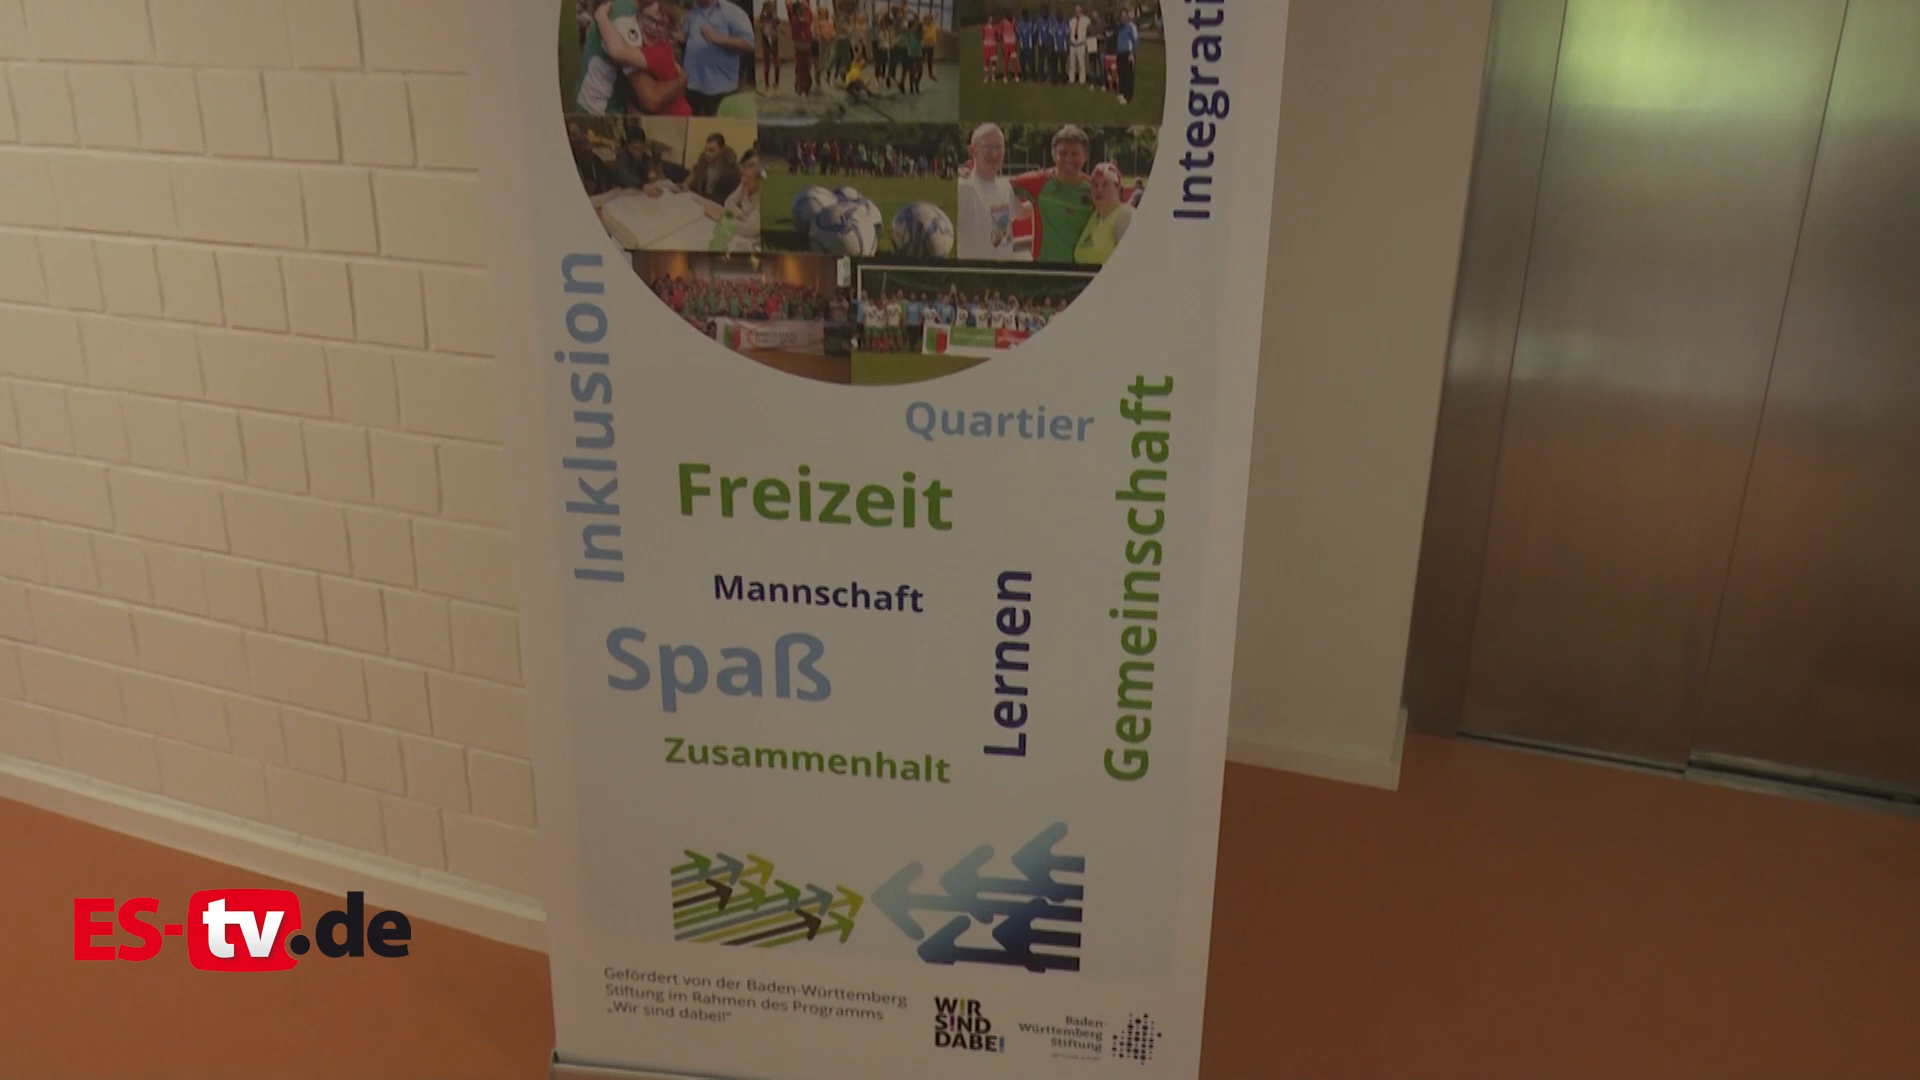 Integrati
Inklusion
Quartier
Freizeit
Gemeinschaft
Mannschaft
Lernen
Spaß
Zusammenhalt
ES-tv.de
Gefördert von der Baden-Württemberg
Stiftung im Rahmen des Programms
„Wir sind dabei!“
WIR
SIND
DABEI
Baden-
Württemberg
Stiftung